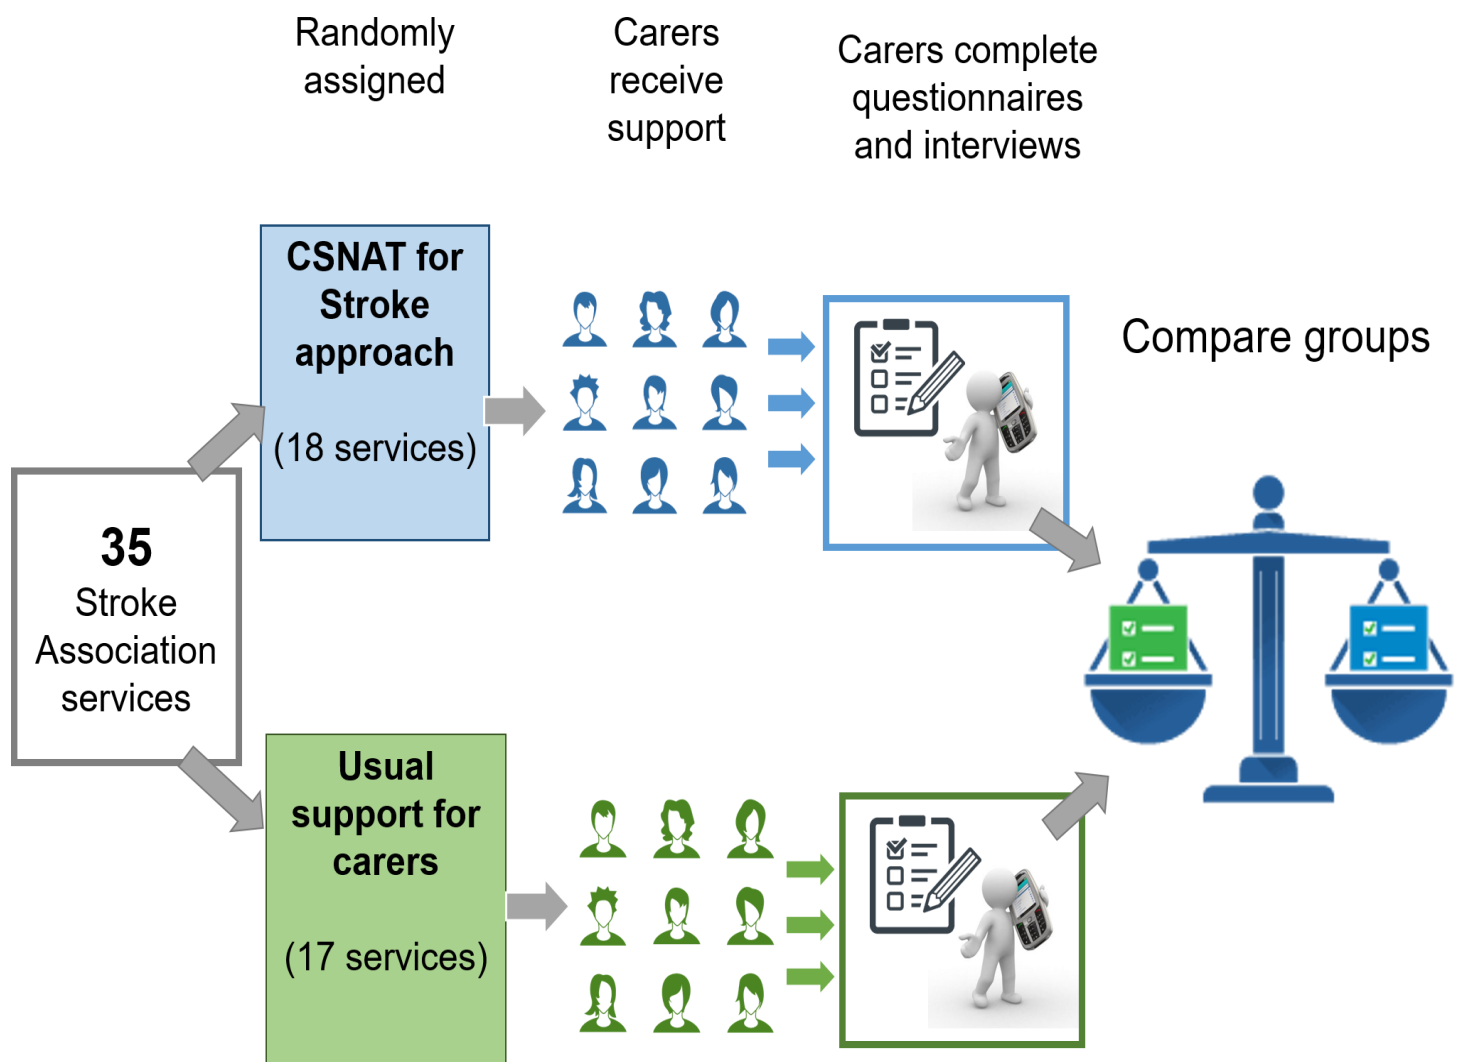 Randomly
assigned
Carers
receive
support
Carers complete
questionnaires
and interviews
CSNAT for
Stroke
approach
(18 services)
Compare groups
35
Stroke
Association
services
Usual
support for
carers
(17 services)